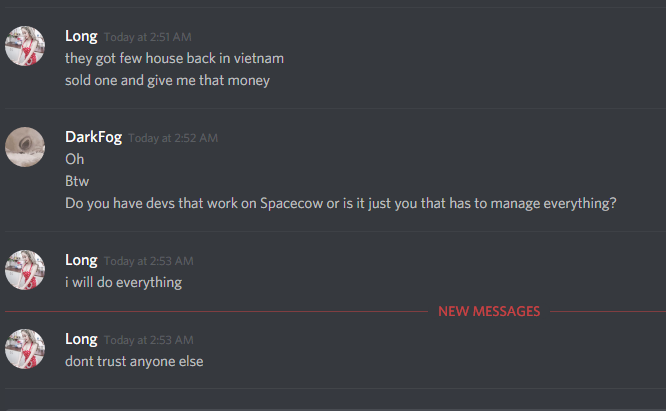 Long Today at 2:51 AM
they got few house back in vietnam
sold one and give me that money
DarkFog Today at 2:52 AM
Oh
Btw
Do you have devs that work on Spacecow or is it just you that has to manage everything?
Long Today at 2:53 AM
i will do everything
NEW MESSAGES
Long Today at 2:53 AM
dont trust anyone else